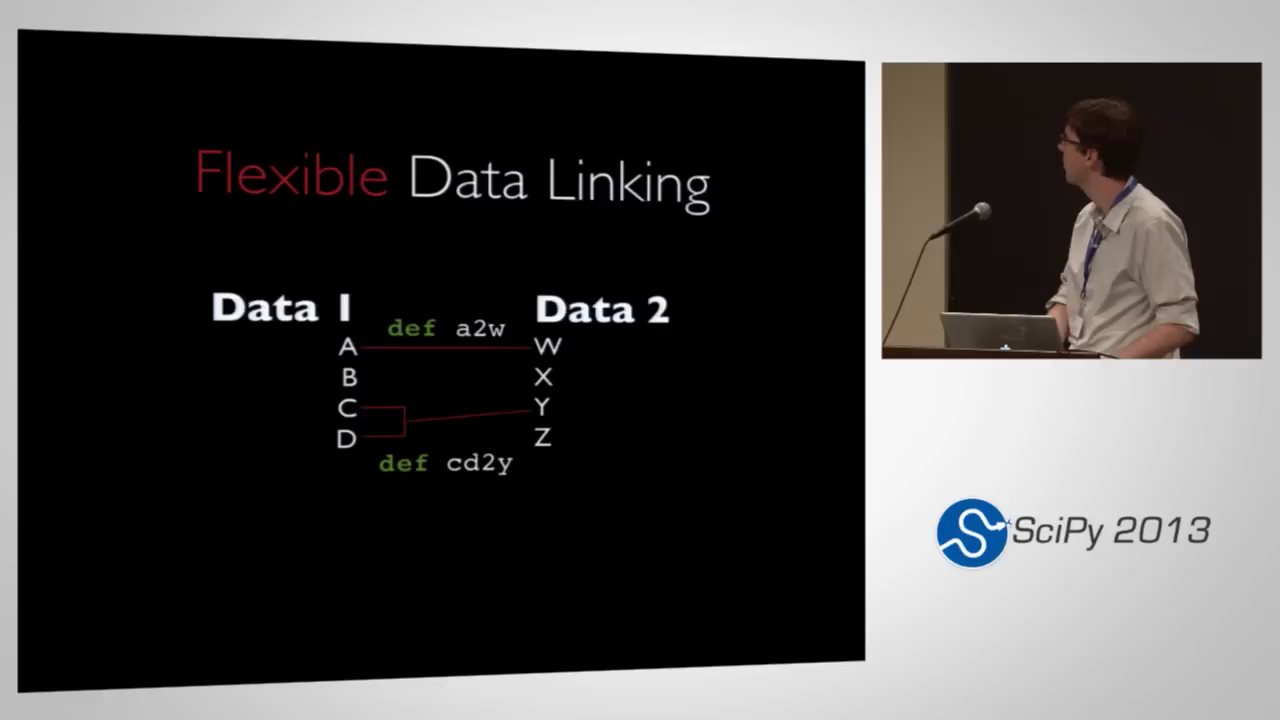 Flexible Data Linking
Data 1 Data 2
def a2w
A W
B X
C Y
D Z
def cd2y
SciPy 2013